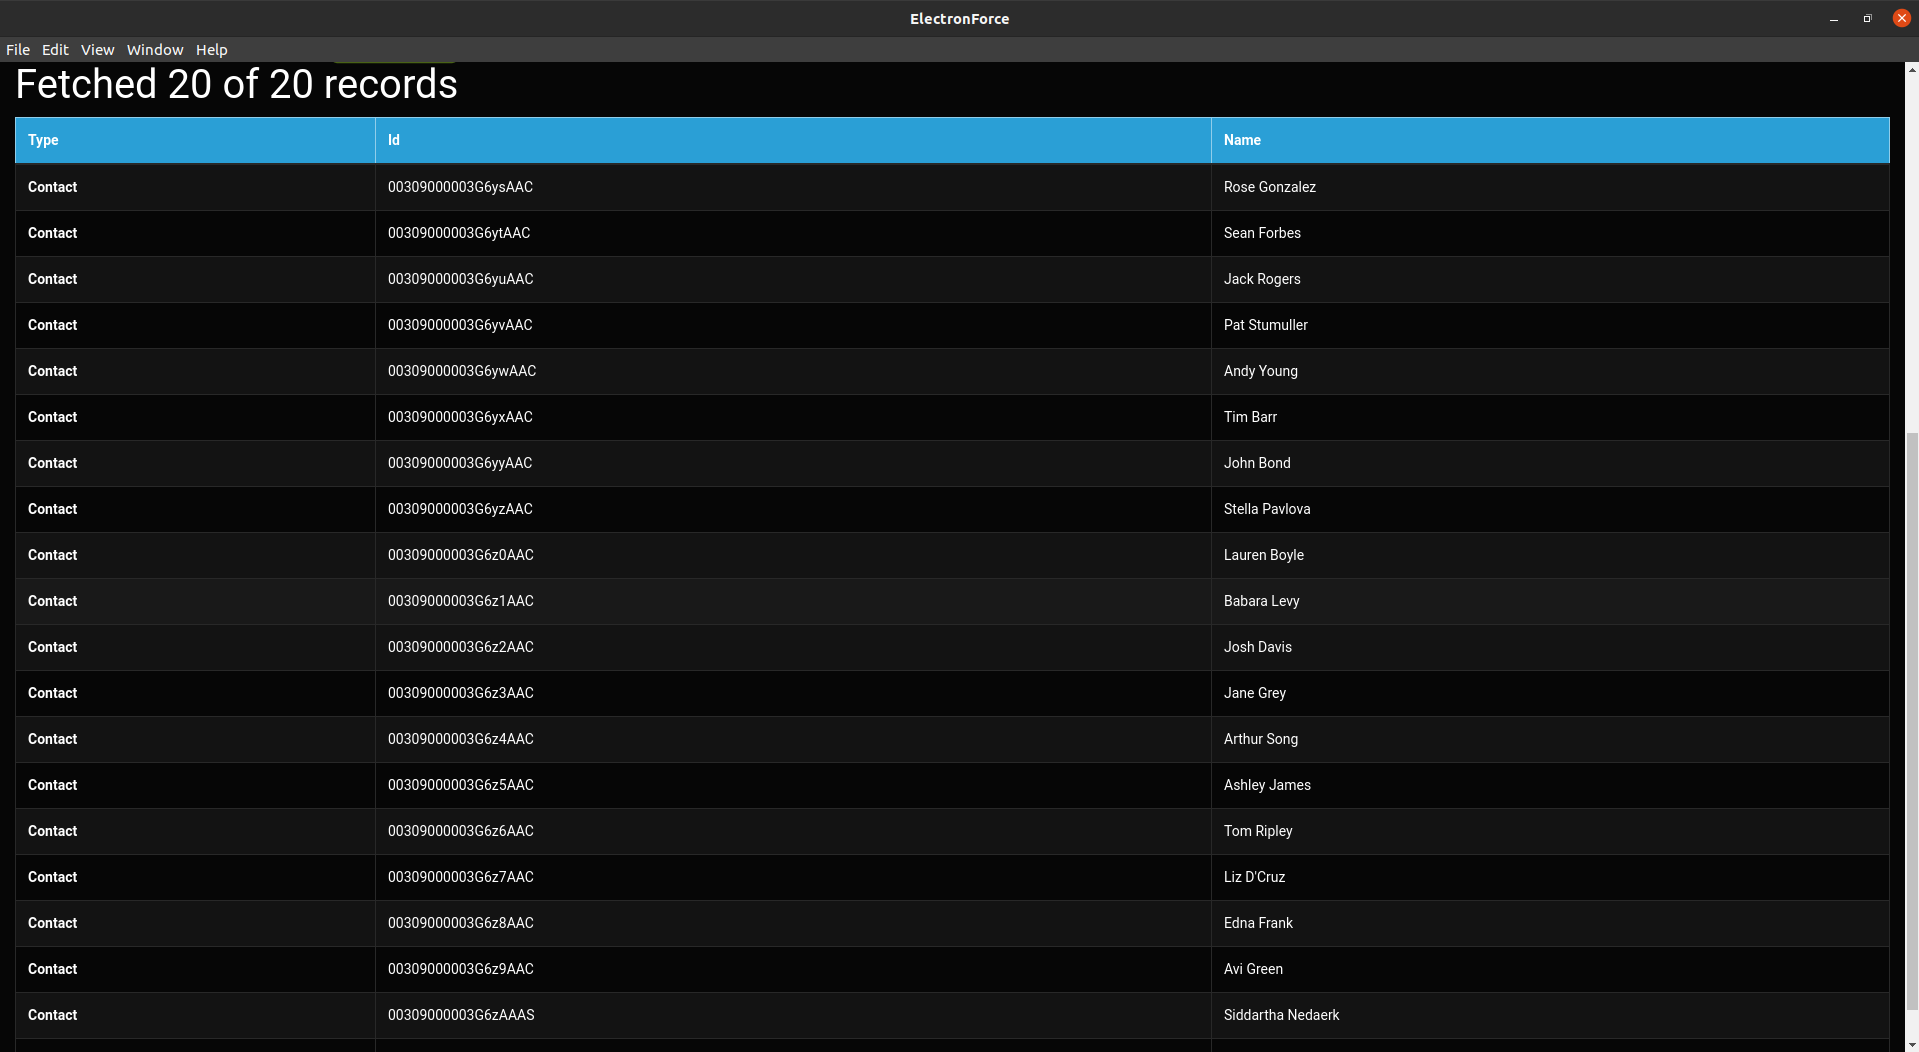 ElectronForce
File Edit View Window Help
Fetched 20 of 20 records
Type Id Name
Contact 00309000003G6ysAAC Rose Gonzalez
Contact 00309000003G6ytAAC Sean Forbes
Contact 00309000003G6yuAAC Jack Rogers
Contact 00309000003G6yvAAC Pat Stumuller
Contact 00309000003G6ywAAC Andy Young
Contact 00309000003G6yxAAC Tim Barr
Contact 00309000003G6yyAAC John Bond
Contact 00309000003G6yzAAC Stella Pavlova
Contact 00309000003G6z0AAC Lauren Boyle
Contact 00309000003G6z1AAC Babara Levy
Contact 00309000003G6z2AAC Josh Davis
Contact 00309000003G6z3AAC Jane Grey
Contact 00309000003G6z4AAC Arthur Song
Contact 00309000003G6z5AAC Ashley James
Contact 00309000003G6z6AAC Tom Ripley
Contact 00309000003G6z7AAC Liz D'Cruz
Contact 00309000003G6z8AAC Edna Frank
Contact 00309000003G6z9AAC Avi Green
Contact 00309000003G6zAAAS Siddartha Nedaerk